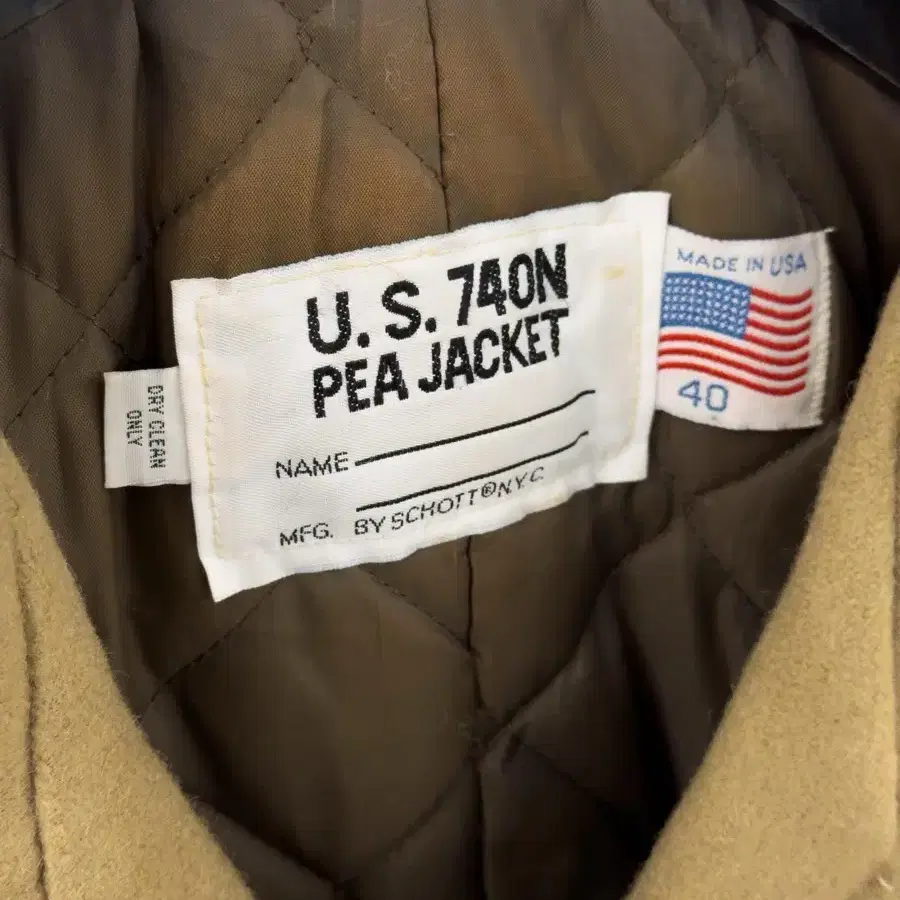 U.S. 740N
PEA JACKET
NAME
MFG. BY SCHOTT® N.Y.C.
MADE IN USA
40
DRY CLEAN
ONLY